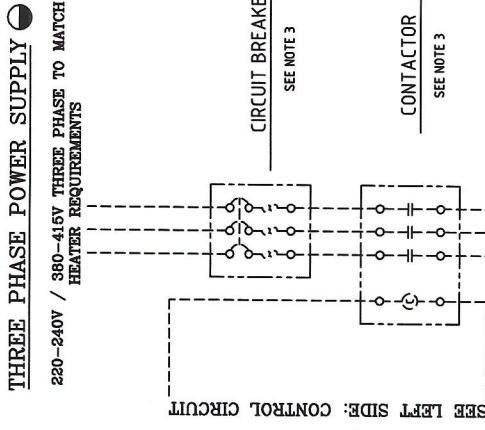 THREE PHASE POWER SUPPLY
220-240V / 380-415V THREE PHASE TO MATCH
HEATER REQUIREMENTS
CIRCUIT BREAKE
SEE NOTE 3
CONTACTOR
SEE NOTE 3
C
SEE LEFT SIDE: CONTROL CIRCUIT